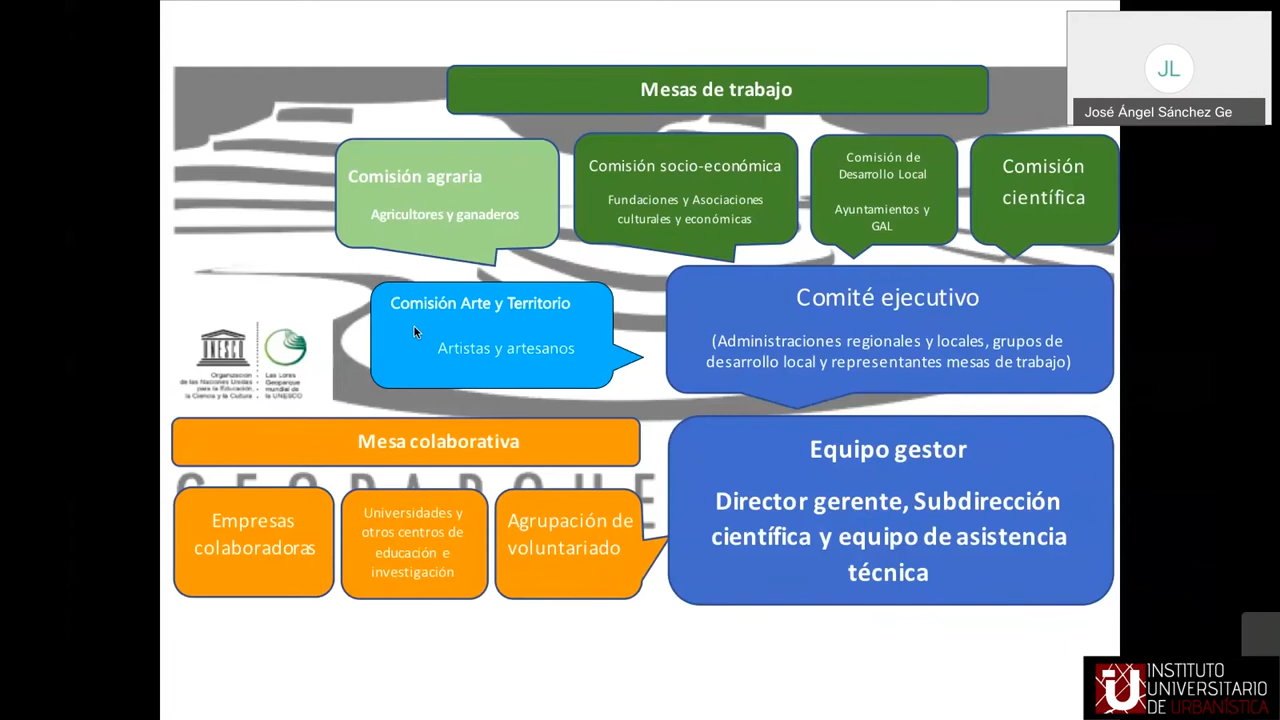 Mesas de trabajo
JL
José Ángel Sánchez Ge
Comisión agraria
Agricultores y ganaderos
Comisión socio-económica
Fundaciones y Asociaciones
culturales y económicas
Comisión de
Desarrollo Local
Ayuntamientos y
GAL
Comisión
científica
Comisión Arte y Territorio
Artistas y artesanos
Comité ejecutivo
(Administraciones regionales y locales, grupos de
desarrollo local y representantes mesas de trabajo)
UNESCO
Organización
de las Naciones Unidas
para la Educación,
la Ciencia y la Cultura
Geoparque
mundial de
la UNESCO
Mesa colaborativa
GEOPARQUE
Empresas
colaboradoras
Universidades y
otros centros de
educación e
investigación
Agrupación de
voluntariado
Equipo gestor
Director gerente, Subdirección
científica y equipo de asistencia
técnica
iU
INSTITUTO
UNIVERSITARIO
DE URBANÍSTICA